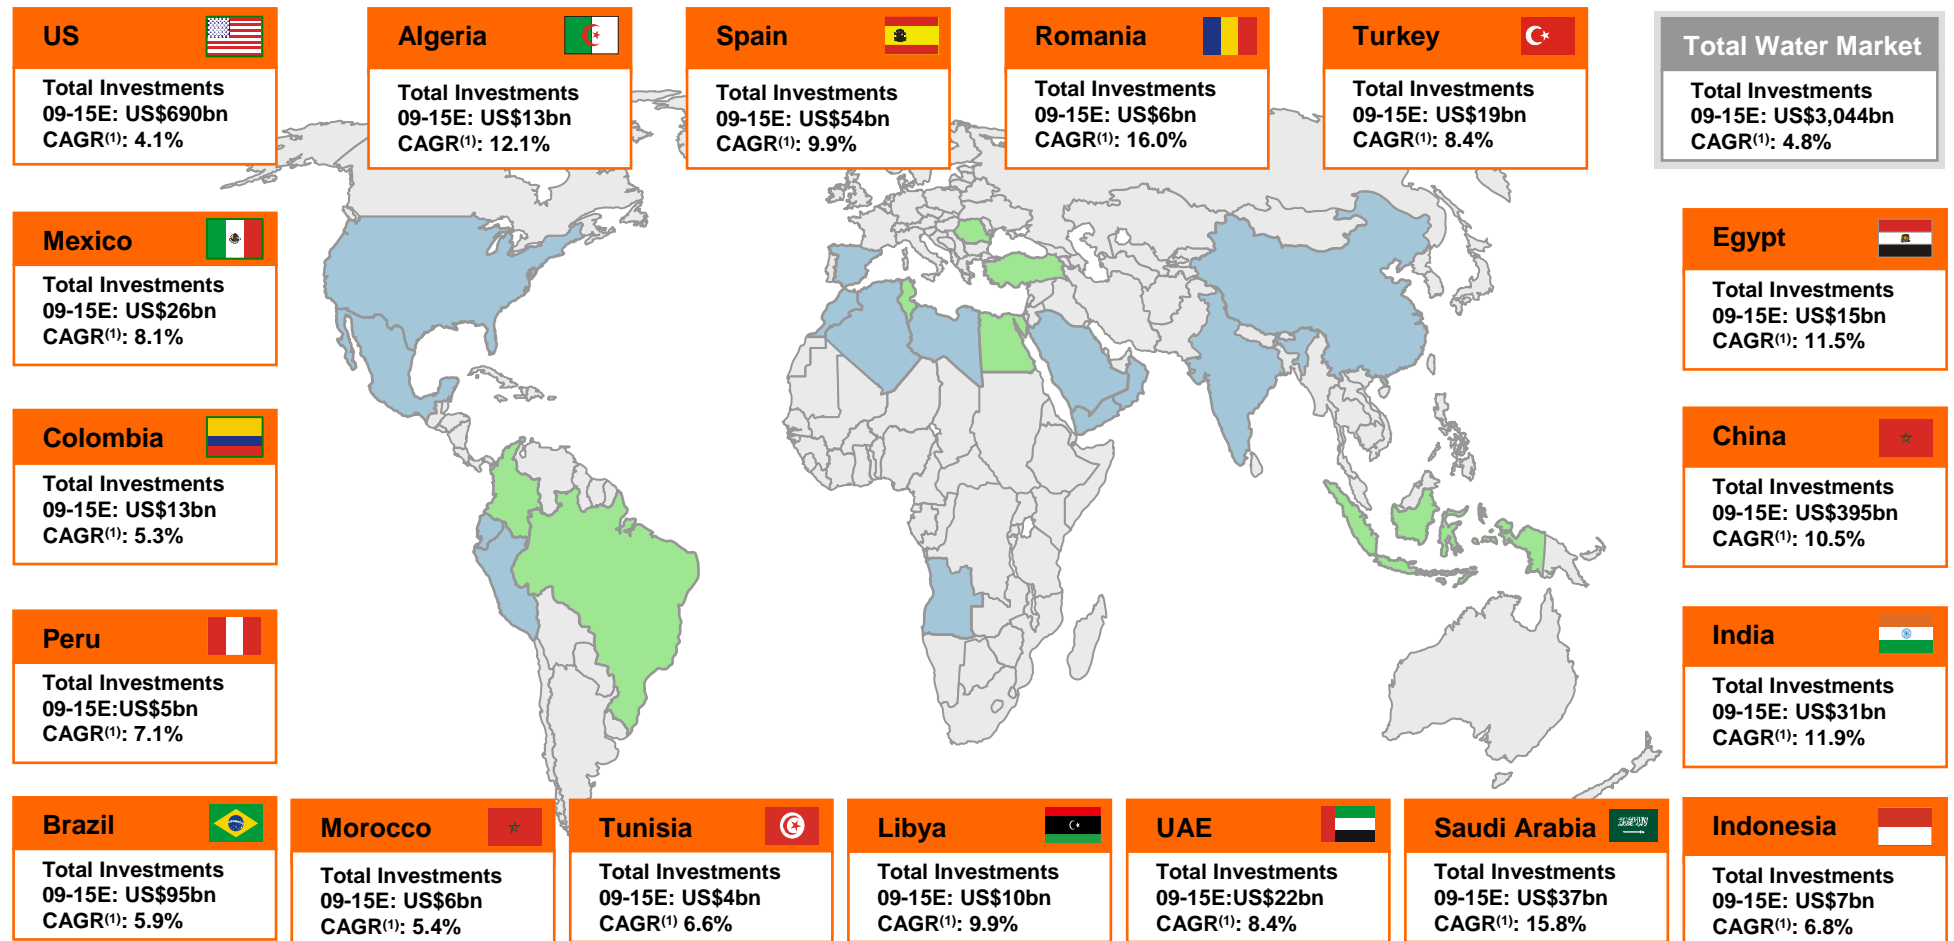 US
Total Investments
09-15E: US$690bn
CAGR(1): 4.1%
Algeria
Total Investments
09-15E: US$13bn
CAGR(1): 12.1%
Spain
Total Investments
09-15E: US$54bn
CAGR(1): 9.9%
Romania
Total Investments
09-15E: US$6bn
CAGR(1): 16.0%
Turkey
Total Investments
09-15E: US$19bn
CAGR(1): 8.4%
Total Water Market
Total Investments
09-15E: US$3,044bn
CAGR(1): 4.8%
Mexico
Total Investments
09-15E: US$26bn
CAGR(1): 8.1%
Egypt
Total Investments
09-15E: US$15bn
CAGR(1): 11.5%
Colombia
Total Investments
09-15E: US$13bn
CAGR(1): 5.3%
China
Total Investments
09-15E: US$395bn
CAGR(1): 10.5%
Peru
Total Investments
09-15E:US$5bn
CAGR(1): 7.1%
India
Total Investments
09-15E: US$31bn
CAGR(1): 11.9%
Brazil
Total Investments
09-15E: US$95bn
CAGR(1): 5.9%
Morocco
Total Investments
09-15E: US$6bn
CAGR(1): 5.4%
Tunisia
Total Investments
09-15E: US$4bn
CAGR(1) 6.6%
Libya
Total Investments
09-15E: US$10bn
CAGR(1): 9.9%
UAE
Total Investments
09-15E:US$22bn
CAGR(1): 8.4%
Saudi Arabia
Total Investments
09-15E: US$37bn
CAGR(1): 15.8%
Indonesia
Total Investments
09-15E: US$7bn
CAGR(1): 6.8%